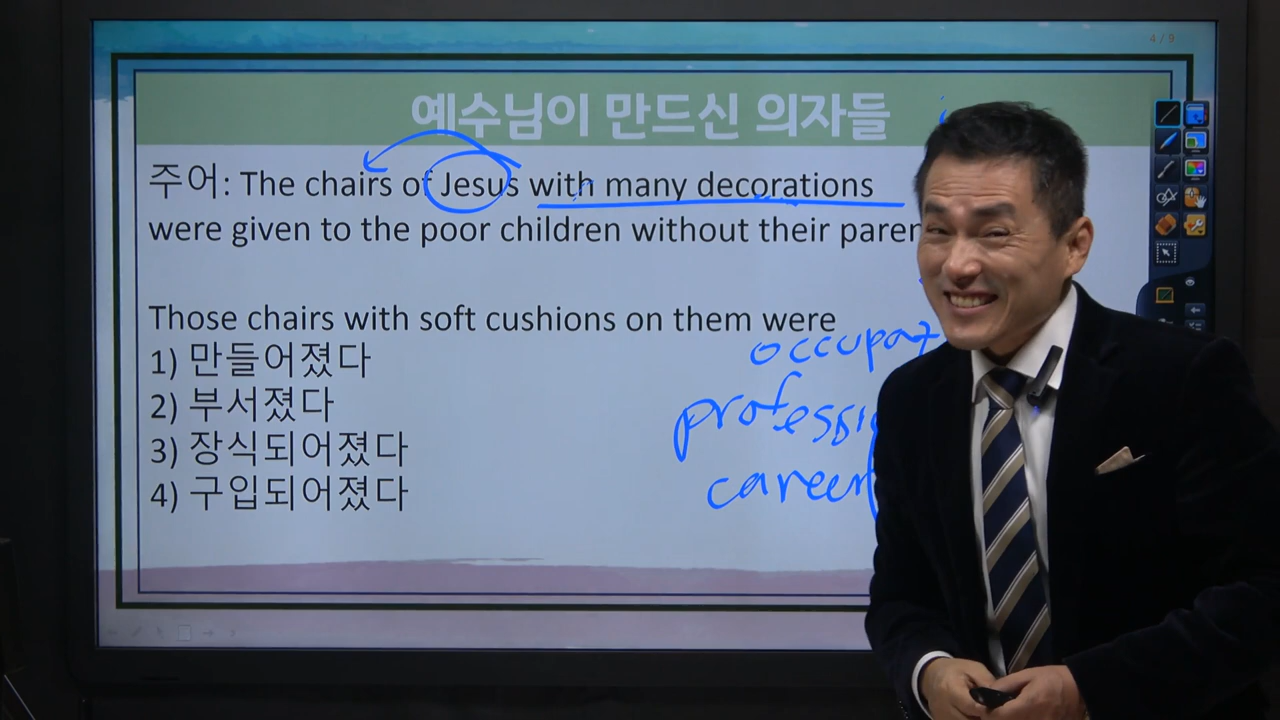 4 / 9
예수님이 만드신 의자들
주어: The chairs of Jesus with many decorations
were given to the poor children without their
Those chairs with soft cushions on them were
1) 만들어졌다
2) 부서졌다
3) 장식되어졌다
4) 구입되어졌다
career